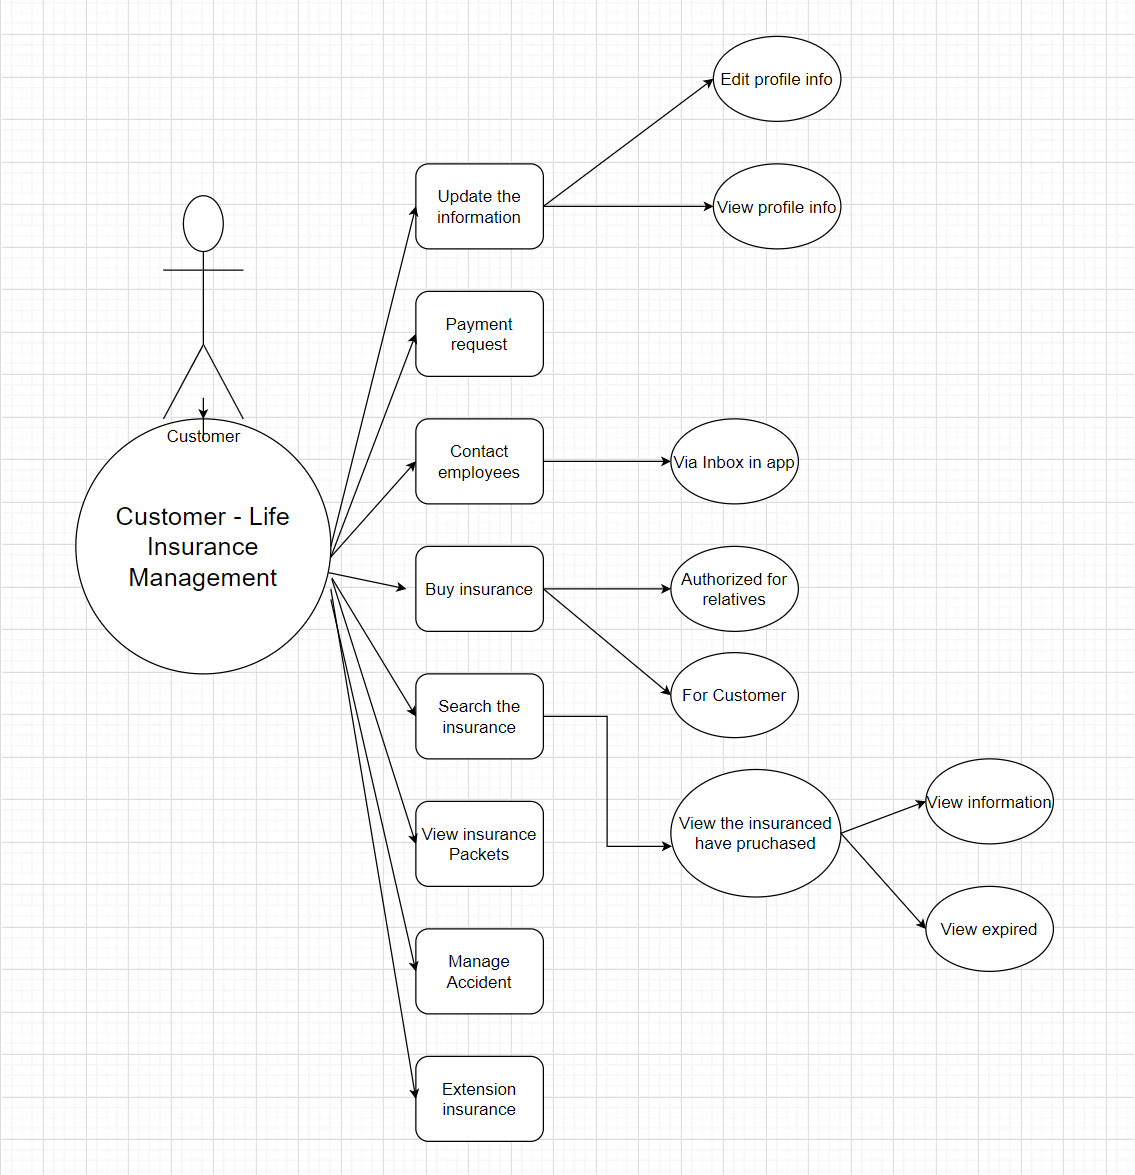 Edit profile info
Update the
information
View profile info
Payment
request
Customer
Contact
employees
Via Inbox in app
Customer - Life
Insurance
Management
Buy insurance
Authorized for
relatives
For Customer
Search the
insurance
View the insuranced
have pruchased
View information
View insurance
Packets
View expired
Manage
Accident
Extension
insurance